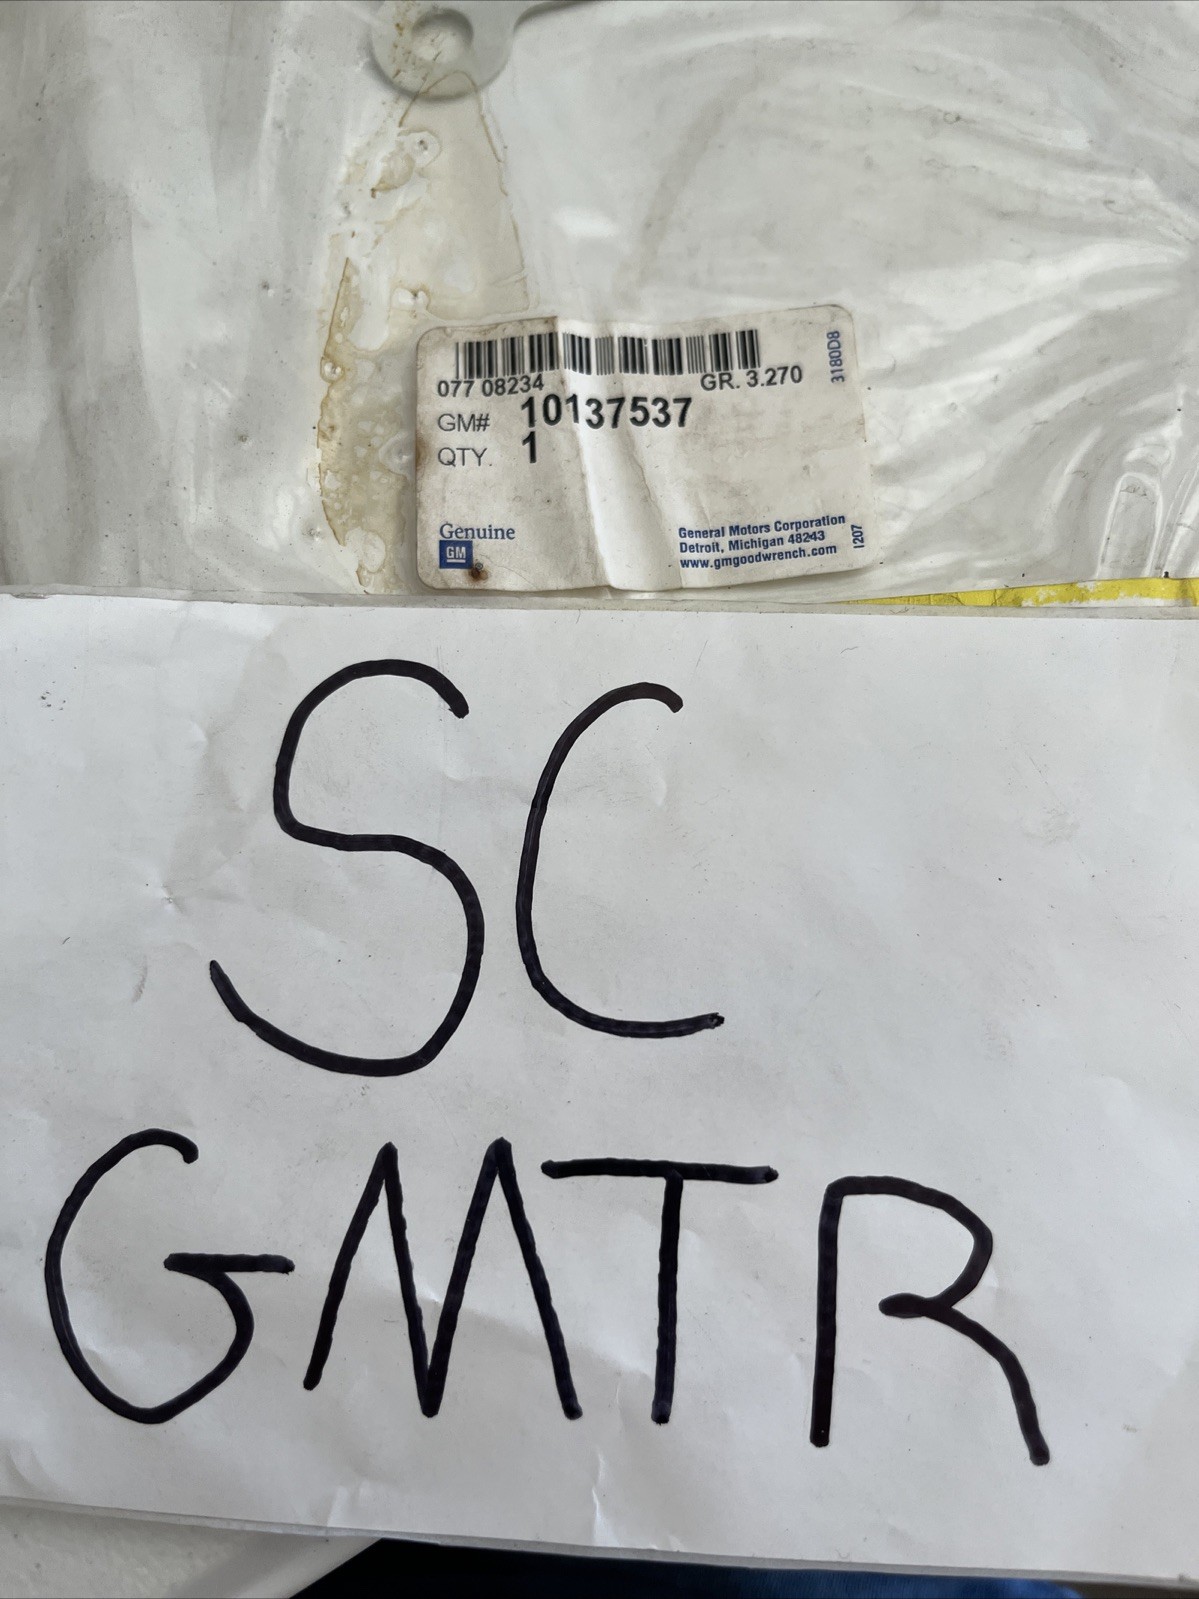 3180D8
077 08234 GR. 3.270
GM# 10137537
QTY. 1
Genuine
GM
General Motors Corporation
Detroit, Michigan 48243
www.gmgoodwrench.com
1207
SC
GMTR